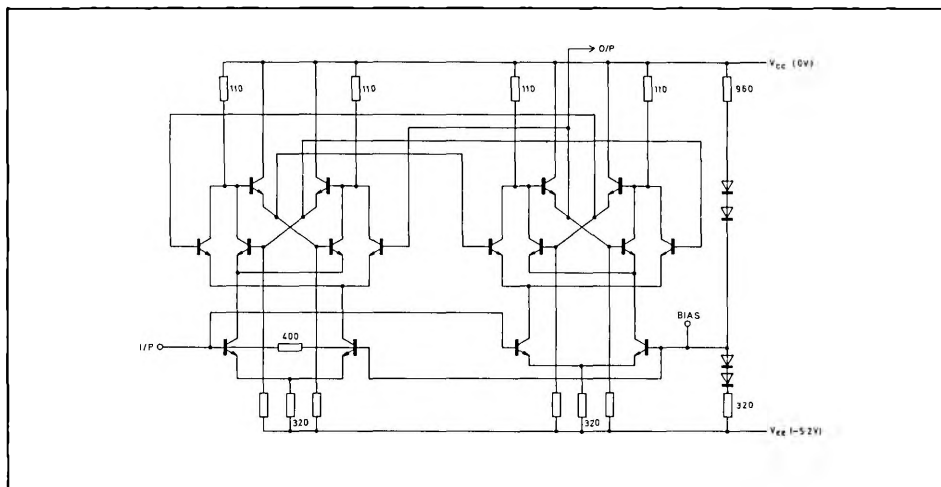 O/P
VCC (0V)
110
110
110
110
960
BIAS
I/P
400
320
320
320
VEE (-5.2V)